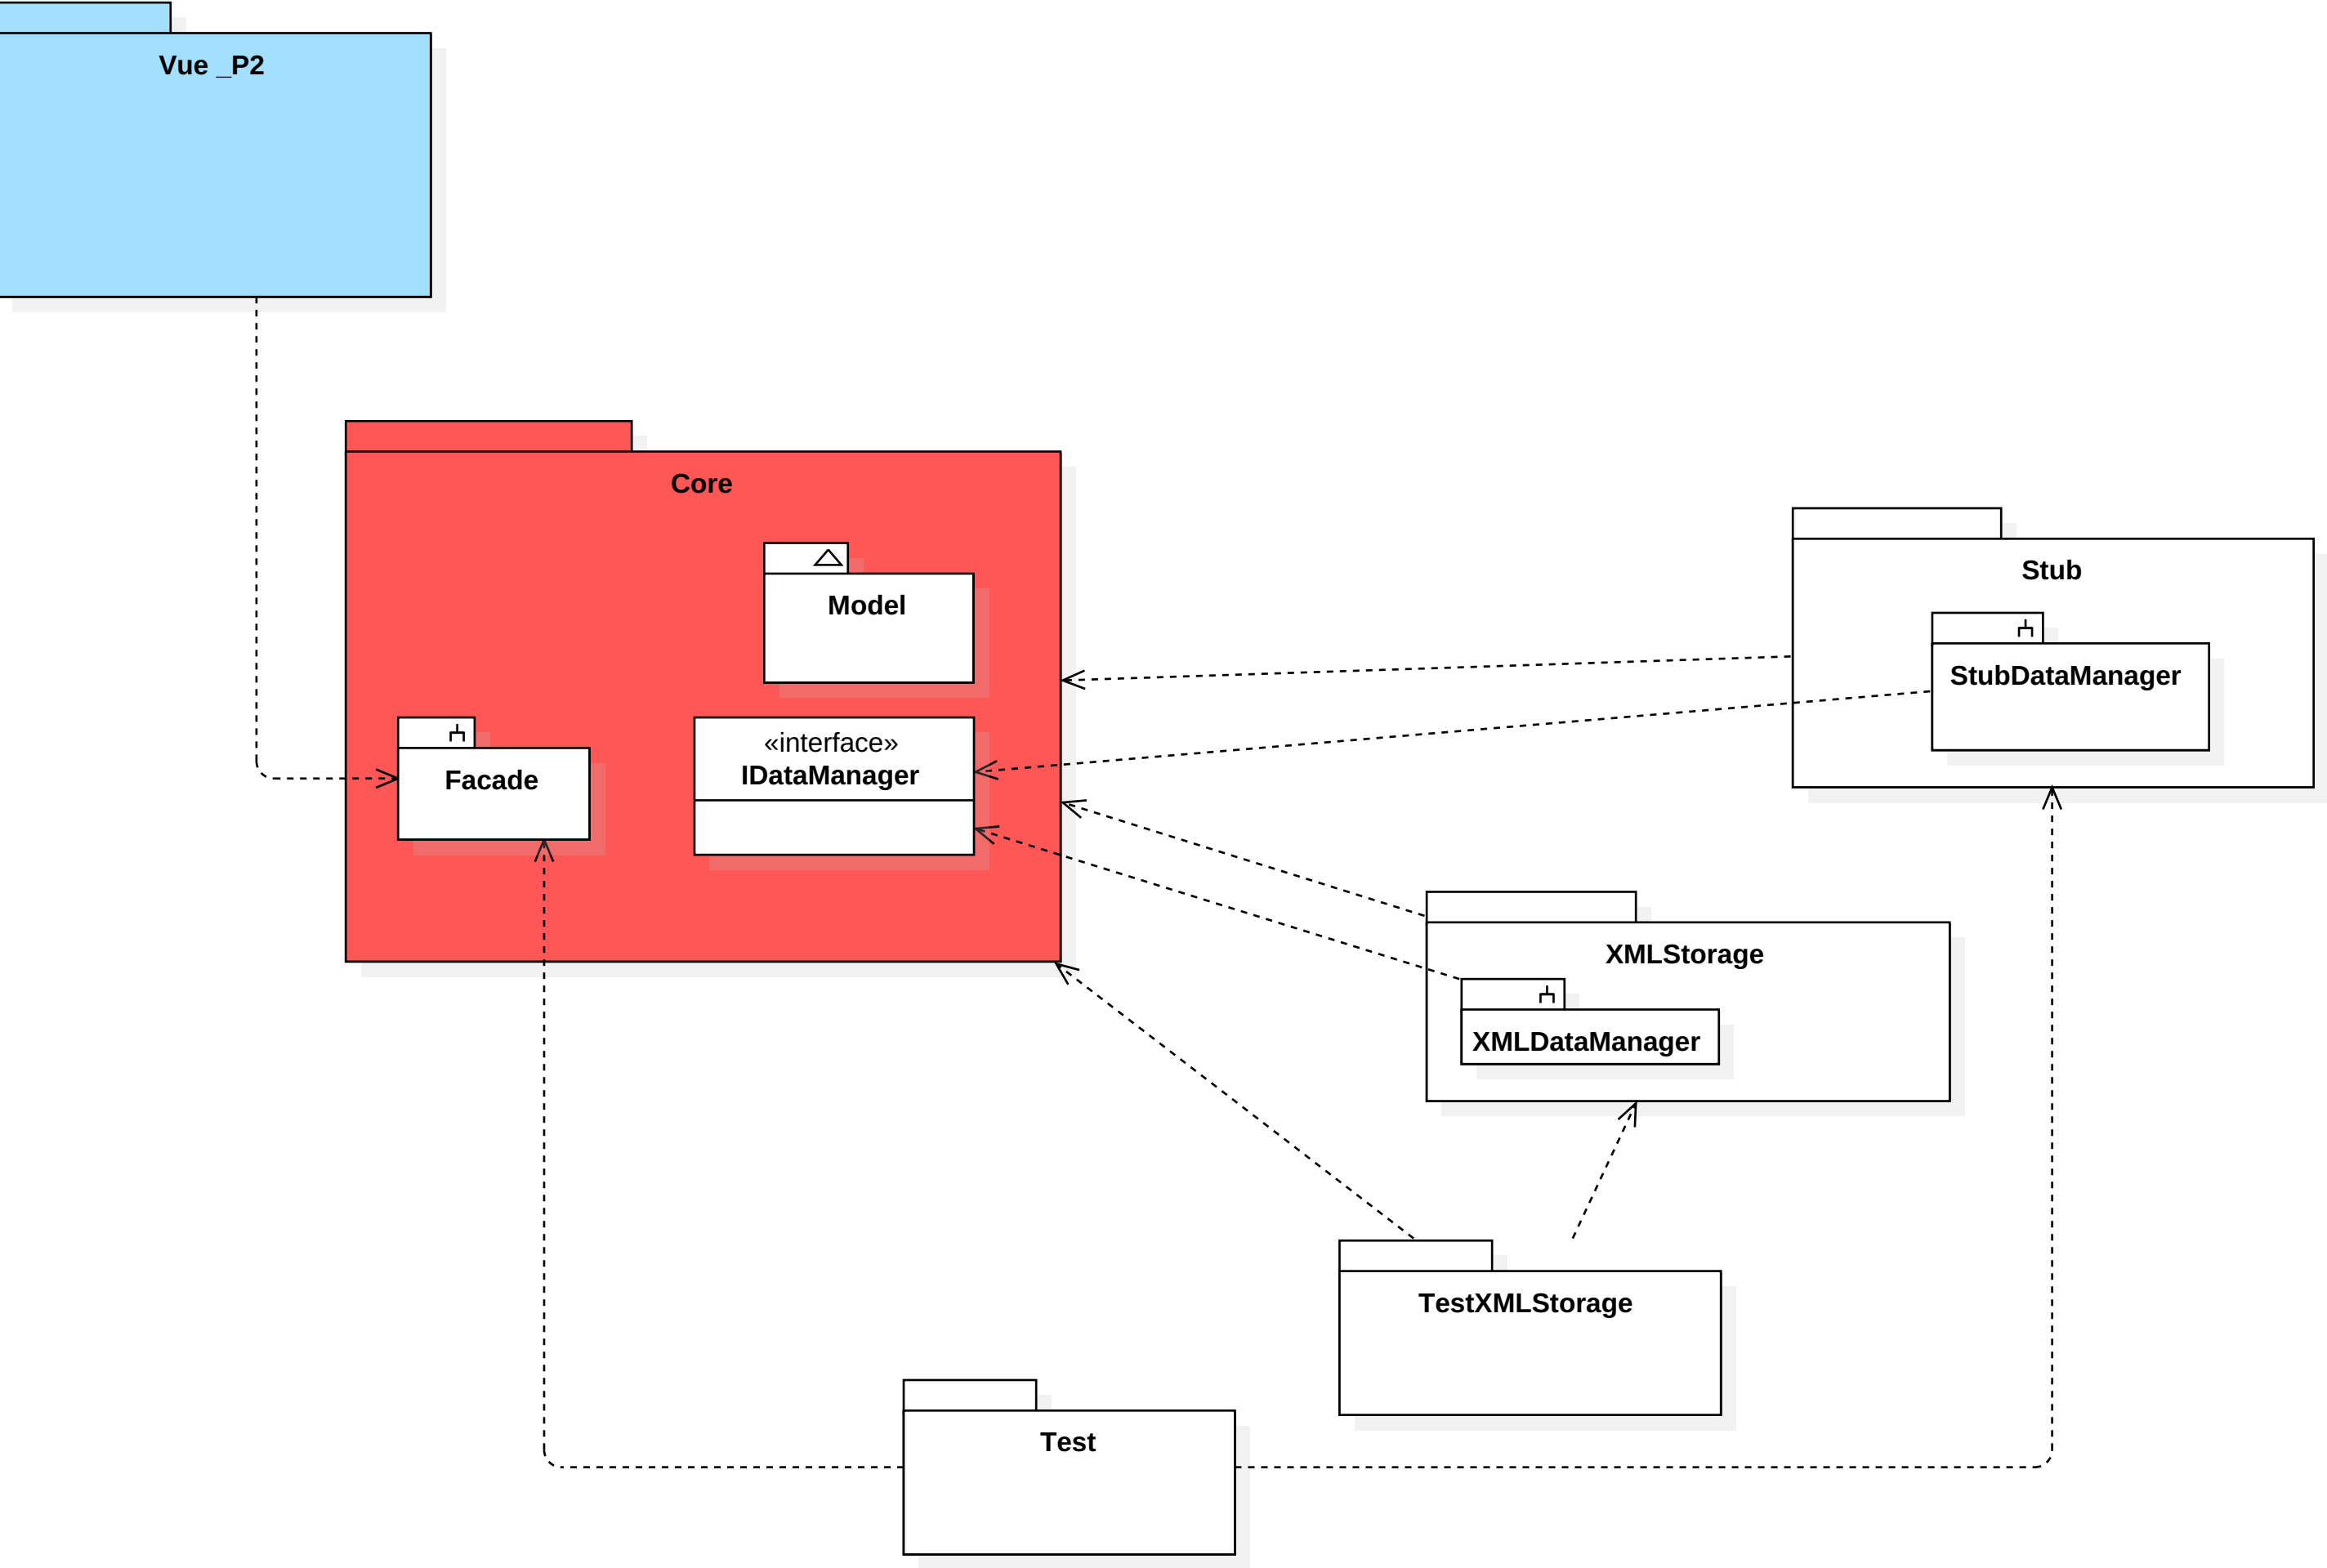 Vue _P2
Core
Model
Stub
StubDataManager
«interface»
IDataManager
Facade
XMLStorage
XMLDataManager
TestXMLStorage
Test